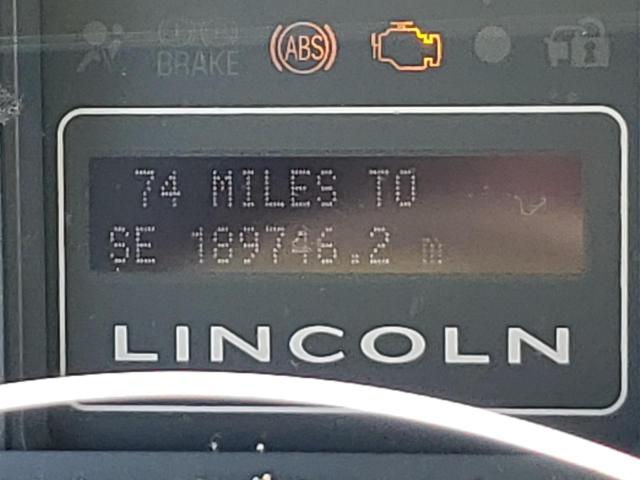 BRAKE
ABS
74 MILES TO
SE 189746.2 m
LINCOLN